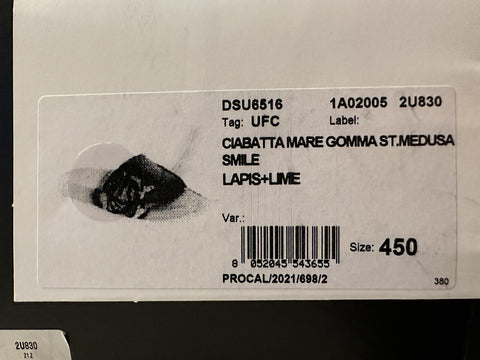 DSU6516 1A02005 2U830
Tag: UFC Label:
CIABATTA MARE GOMMA ST.MEDUSA
SMILE
LAPIS+LIME
Var.:
8 052045 543655
Size: 450
PROCAL/2021/698/2
380
2U830
212